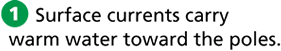 1 Surface currents carry
warm water toward the poles.